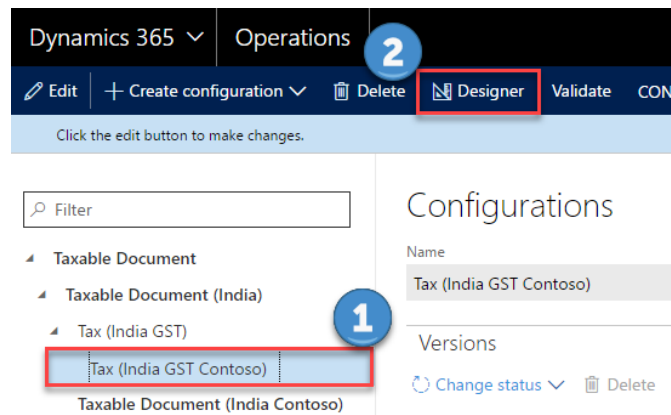 Dynamics 365 Operations
2
Edit + Create configuration Delete Designer Validate CON
Click the edit button to make changes.
Filter
Configurations
Taxable Document
Name
Taxable Document (India)
Tax (India GST Contoso)
1
Tax (India GST)
Versions
Tax (India GST Contoso)
Change status Delete
Taxable Document (India Contoso)